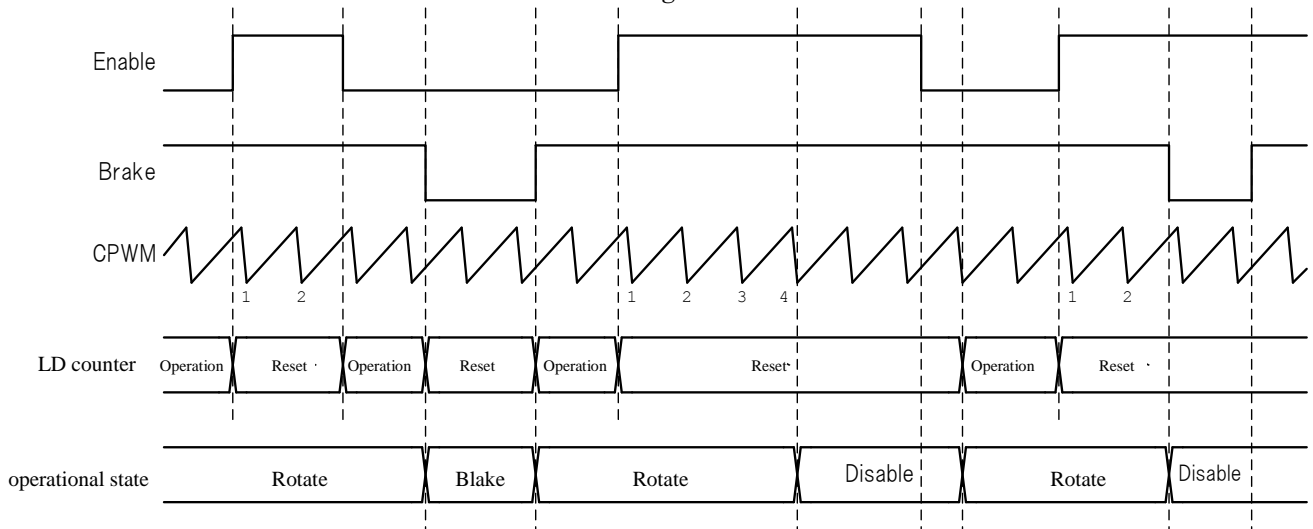 Enable
Brake
CPWM
1 2 1 2 3 4 1 2
LD counter Operation Reset Operation Reset Operation Reset Operation Reset
operational state Rotate Blake Rotate Disable Rotate Disable